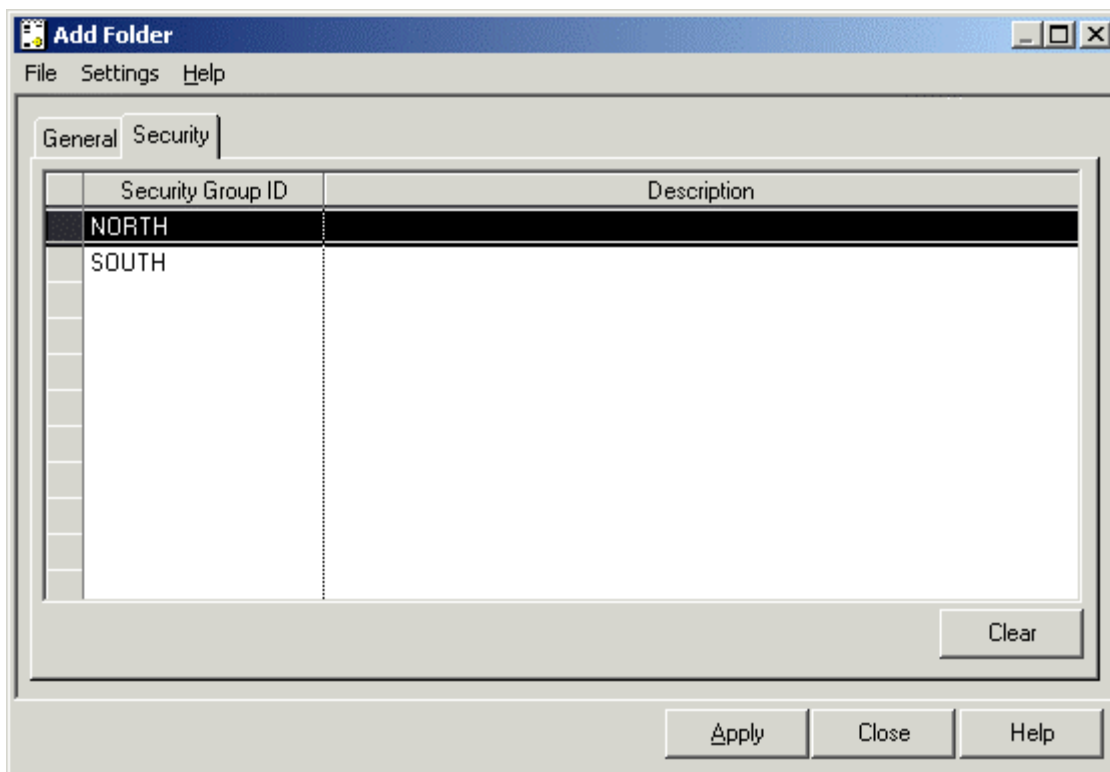 Add Folder
File Settings Help
General Security
Security Group ID Description
NORTH
SOUTH
Clear
Apply Close Help